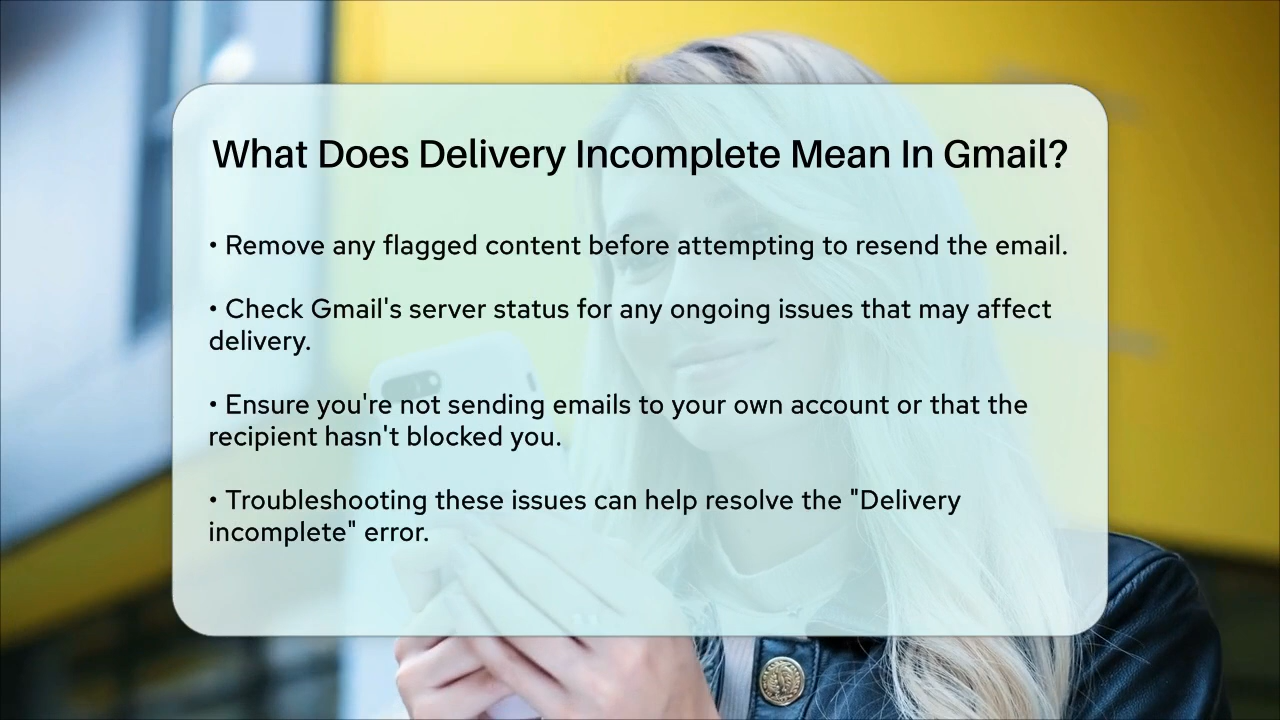 What Does Delivery Incomplete Mean In Gmail?
• Remove any flagged content before attempting to resend the email.
• Check Gmail's server status for any ongoing issues that may affect
delivery.
• Ensure you're not sending emails to your own account or that the
recipient hasn't blocked you.
• Troubleshooting these issues can help resolve the "Delivery
incomplete" error.